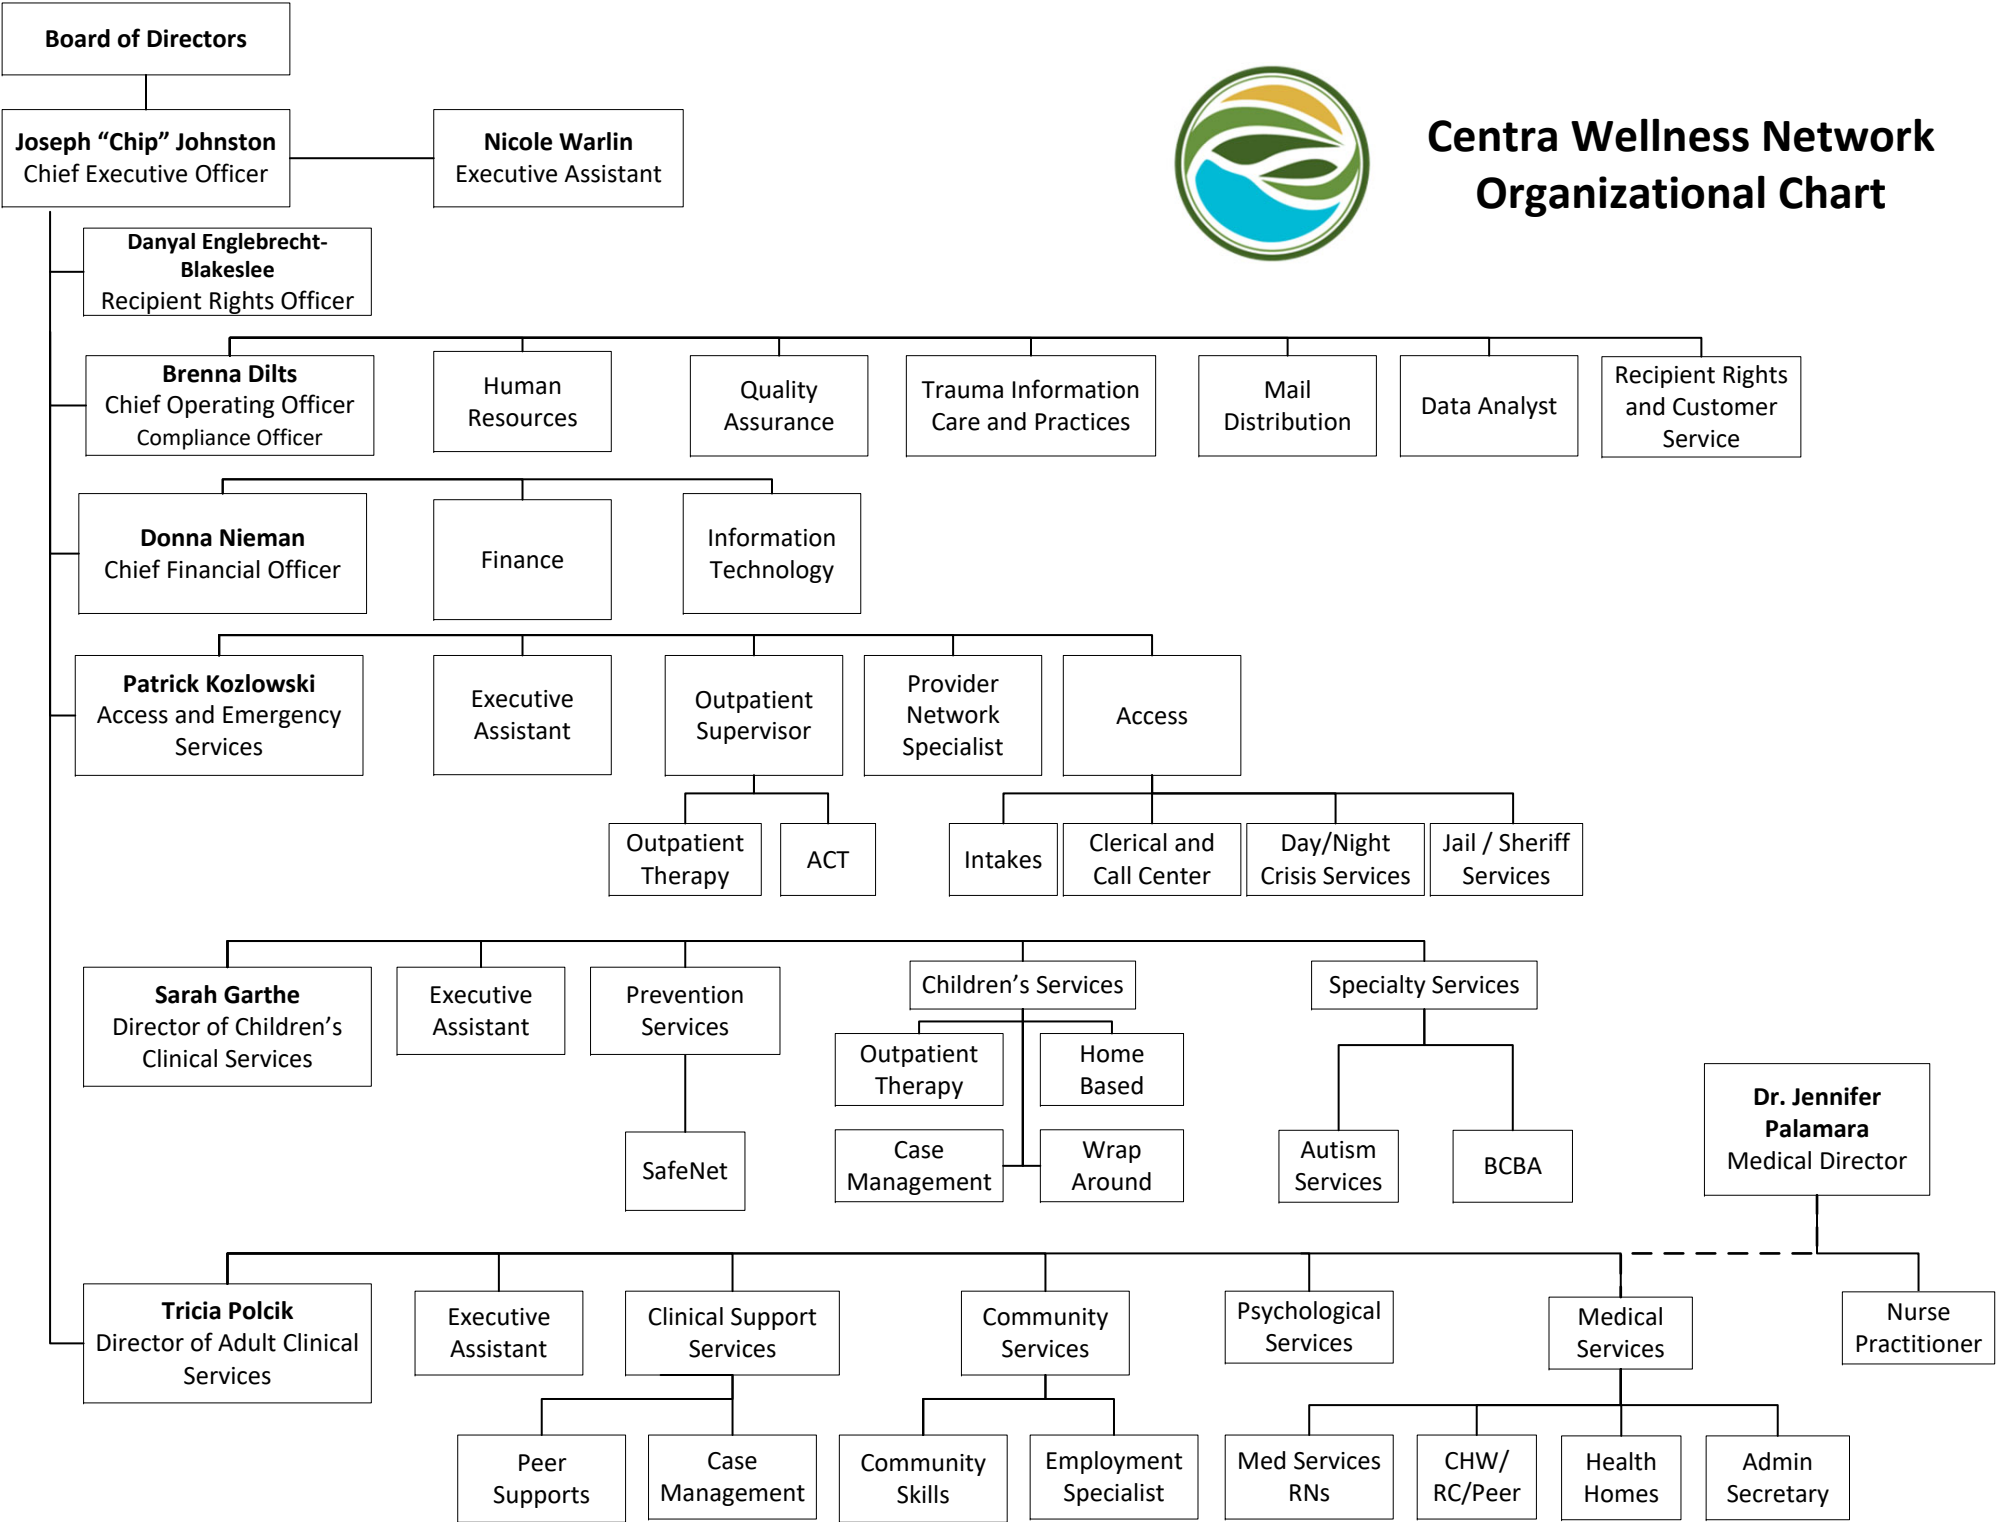 Board of Directors
Joseph “Chip” Johnston
Chief Executive Officer
Nicole Warlin
Executive Assistant
Centra Wellness Network
Organizational Chart
Danyal Englebrecht-
Blakeslee
Recipient Rights Officer
Brenna Dilts
Chief Operating Officer
Compliance Officer
Human
Resources
Quality
Assurance
Trauma Information
Care and Practices
Mail
Distribution
Data Analyst
Recipient Rights
and Customer
Service
Donna Nieman
Chief Financial Officer
Finance
Information
Technology
Patrick Kozlowski
Access and Emergency
Services
Executive
Assistant
Outpatient
Supervisor
Provider
Network
Specialist
Access
Outpatient
Therapy
ACT
Intakes
Clerical and
Call Center
Day/Night
Crisis Services
Jail / Sheriff
Services
Sarah Garthe
Director of Children’s
Clinical Services
Executive
Assistant
Prevention
Services
Children’s Services
Specialty Services
Outpatient
Therapy
Home
Based
Case
Management
Wrap
Around
SafeNet
Autism
Services
BCBA
Dr. Jennifer
Palamara
Medical Director
Tricia Polcik
Director of Adult Clinical
Services
Executive
Assistant
Clinical Support
Services
Community
Services
Psychological
Services
Medical
Services
Nurse
Practitioner
Peer
Supports
Case
Management
Community
Skills
Employment
Specialist
Med Services
RNs
CHW/
RC/Peer
Health
Homes
Admin
Secretary